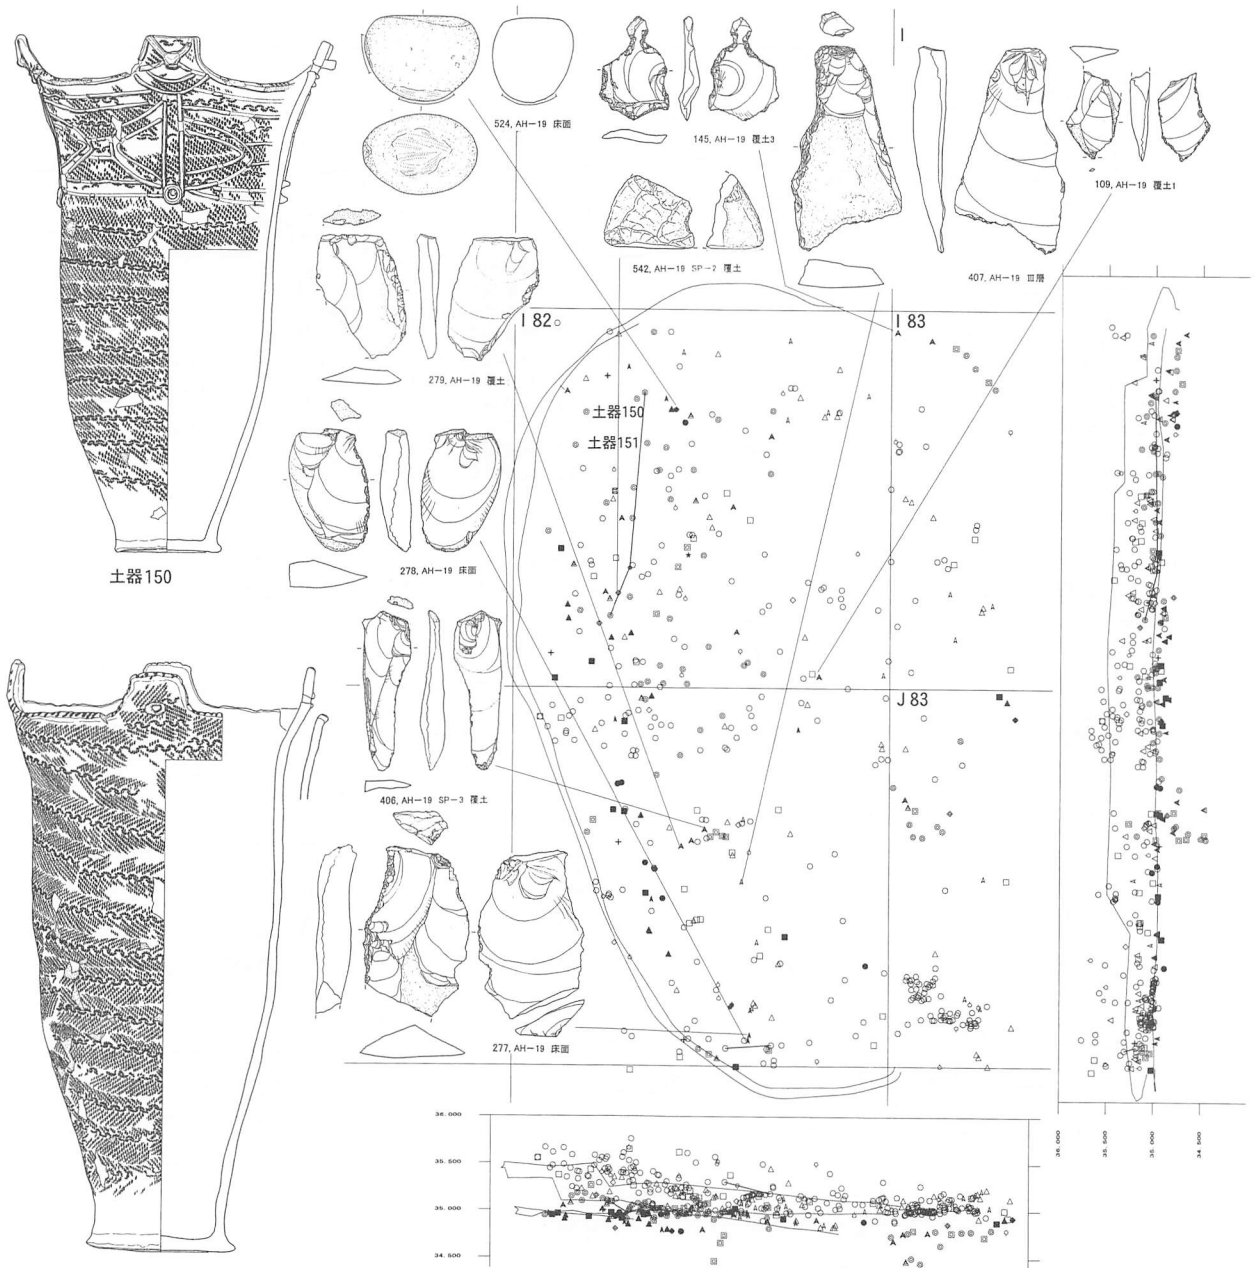 524, AH-19 床面
145, AH-19 覆土3
109, AH-19 覆土1
542, AH-19 SP-2 覆土
407, AH-19 Ⅲ層
I 82
I 83
279, AH-19 覆土
土器150
土器151
278, AH-19 床面
土器150
J 83
406, AH-19 SP-3 覆土
277, AH-19 床面
36.000
35.500
35.000
34.500
36.000
35.500
35.000
34.500